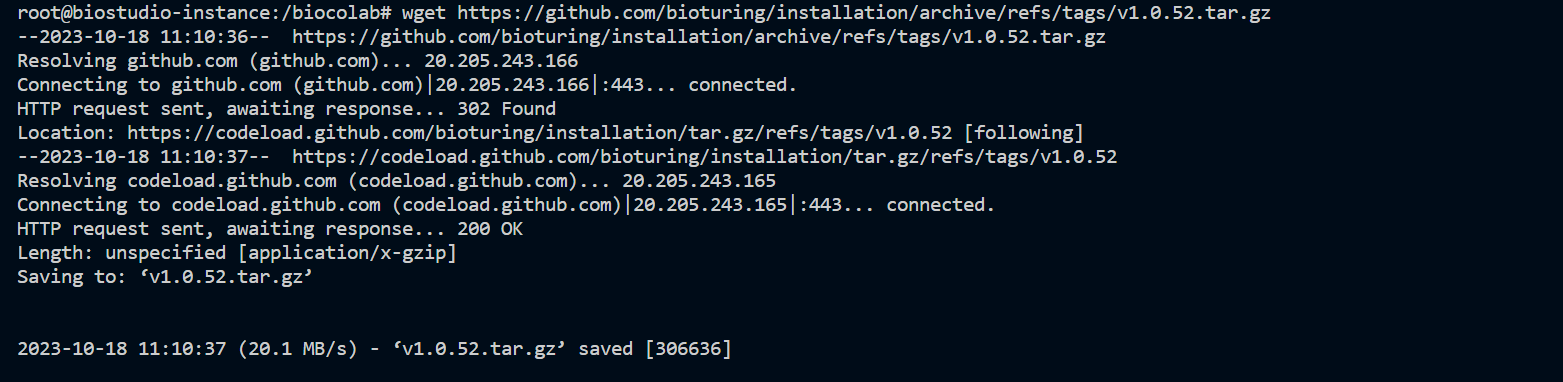 root@biostudio-instance:/biocolab# wget https://github.com/bioturing/installation/archive/refs/tags/v1.0.52.tar.gz
--2023-10-18 11:10:36--  https://github.com/bioturing/installation/archive/refs/tags/v1.0.52.tar.gz
Resolving github.com (github.com)... 20.205.243.166
Connecting to github.com (github.com)|20.205.243.166|:443... connected.
HTTP request sent, awaiting response... 302 Found
Location: https://codeload.github.com/bioturing/installation/tar.gz/refs/tags/v1.0.52 [following]
--2023-10-18 11:10:37--  https://codeload.github.com/bioturing/installation/tar.gz/refs/tags/v1.0.52
Resolving codeload.github.com (codeload.github.com)... 20.205.243.165
Connecting to codeload.github.com (codeload.github.com)|20.205.243.165|:443... connected.
HTTP request sent, awaiting response... 200 OK
Length: unspecified [application/x-gzip]
Saving to: ‘v1.0.52.tar.gz’
2023-10-18 11:10:37 (20.1 MB/s) - ‘v1.0.52.tar.gz’ saved [306636]